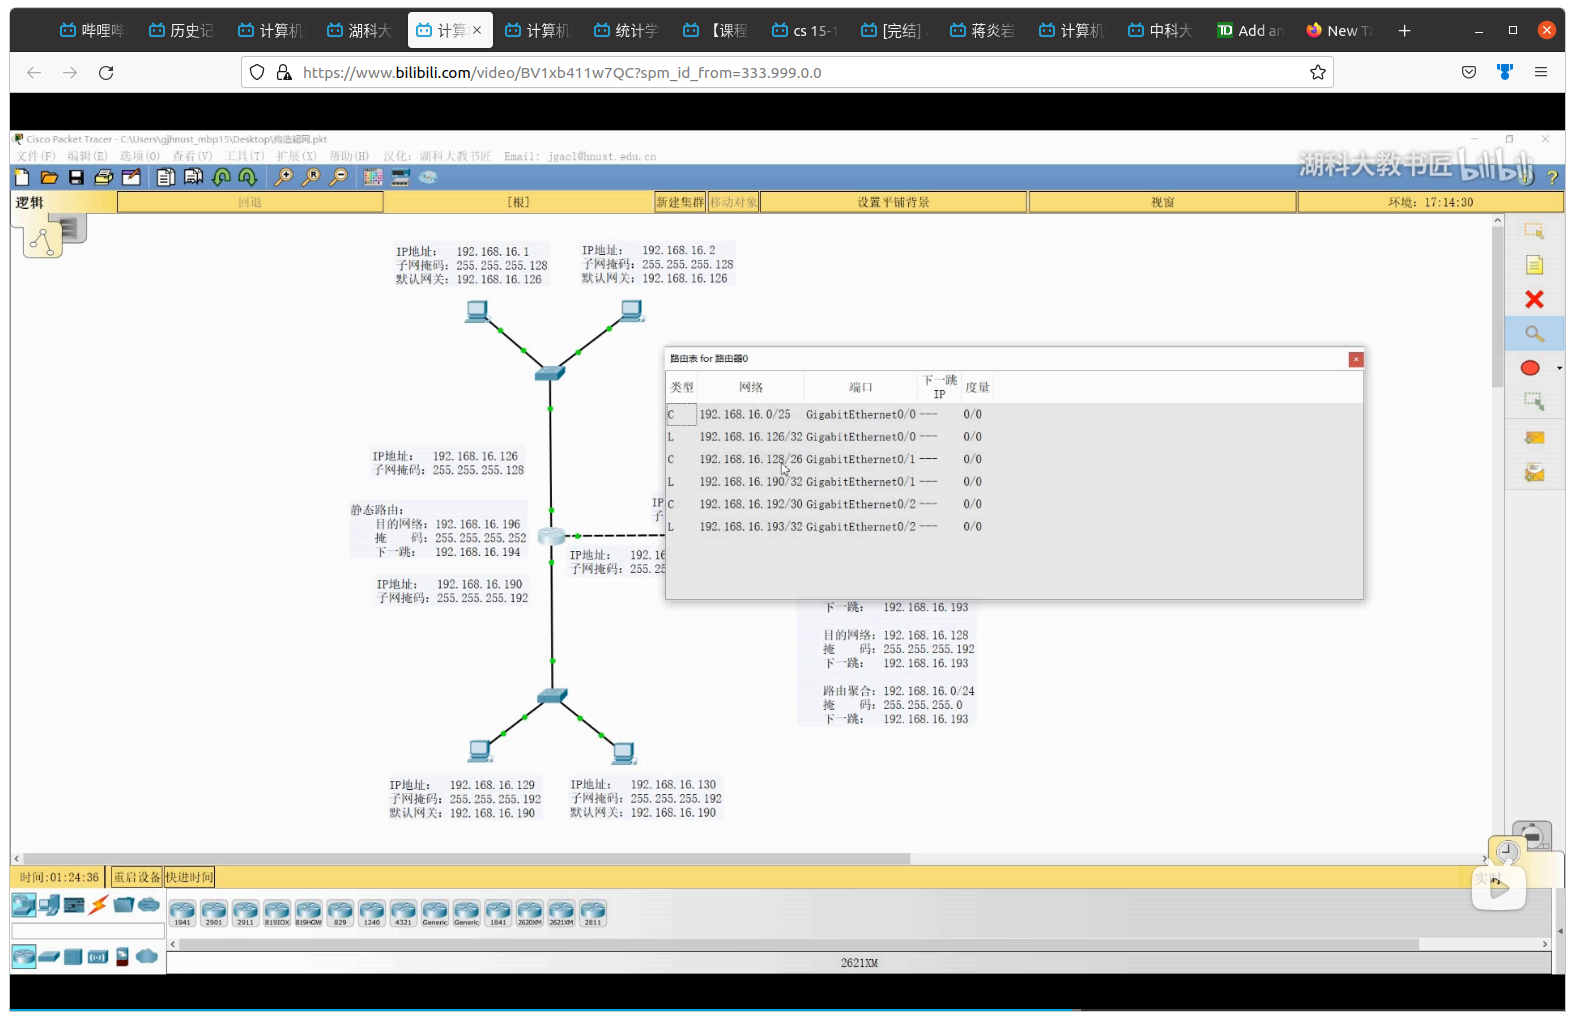 哔哩哔
历史记
计算机
湖科大
计算
计算机
统计学
【课程
cs 15-1
[完结]
蒋炎岩
计算机
中科大
TD Add an
New Ta
https://www.bilibili.com/video/BV1xb411w7QC?spm_id_from=333.999.0.0
Cisco Packet Tracer - C:\Users\gjhnust_mbp15\Desktop\构造超网.pkt
文件(F) 编辑(E) 选项(O) 查看(V) 工具(T) 扩展(X) 帮助(H) 汉化: 湖科大教书匠 Email: jgaol@hnust.edu.cn
湖科大教书匠 bilibili
逻辑 回退 [根] 新建集群 移动对象 设置平铺背景 视窗 环境: 17:14:30
IP地址: 192.168.16.1
子网掩码: 255.255.255.128
默认网关: 192.168.16.126
IP地址: 192.168.16.2
子网掩码: 255.255.255.128
默认网关: 192.168.16.126
路由表 for 路由器0
类型 网络 端口 下一跳IP 度量
C 192.168.16.0/25 GigabitEthernet0/0 --- 0/0
L 192.168.16.126/32 GigabitEthernet0/0 --- 0/0
C 192.168.16.128/26 GigabitEthernet0/1 --- 0/0
L 192.168.16.190/32 GigabitEthernet0/1 --- 0/0
C 192.168.16.192/30 GigabitEthernet0/2 --- 0/0
L 192.168.16.193/32 GigabitEthernet0/2 --- 0/0
IP地址: 192.168.16.126
子网掩码: 255.255.255.128
静态路由:
目的网络: 192.168.16.196
掩 码: 255.255.255.252
下一跳: 192.168.16.194
IP
子
IP地址: 192.16
子网掩码: 255.25
IP地址: 192.168.16.190
子网掩码: 255.255.255.192
下一跳: 192.168.16.193
目的网络: 192.168.16.128
掩 码: 255.255.255.192
下一跳: 192.168.16.193
路由聚合: 192.168.16.0/24
掩 码: 255.255.255.0
下一跳: 192.168.16.193
IP地址: 192.168.16.129
子网掩码: 255.255.255.192
默认网关: 192.168.16.190
IP地址: 192.168.16.130
子网掩码: 255.255.255.192
默认网关: 192.168.16.190
时间:01:24:36 重启设备 快进时间
实时
1941 2901 2911 819IOX 819HGW 829 1240 4321 Generic Generic 1841 2620XM 2621XM 2811
2621XM